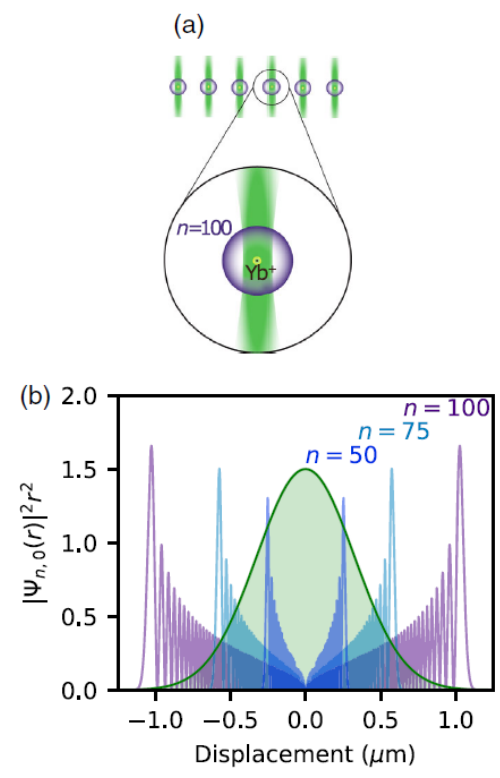 (a)
n=100
Yb⁺
(b)
2.0
1.5
1.0
0.5
0.0
n = 100
n = 75
n = 50
|Ψn,0(r)|²r²
−1.0
−0.5
0.0
0.5
1.0
Displacement (μm)